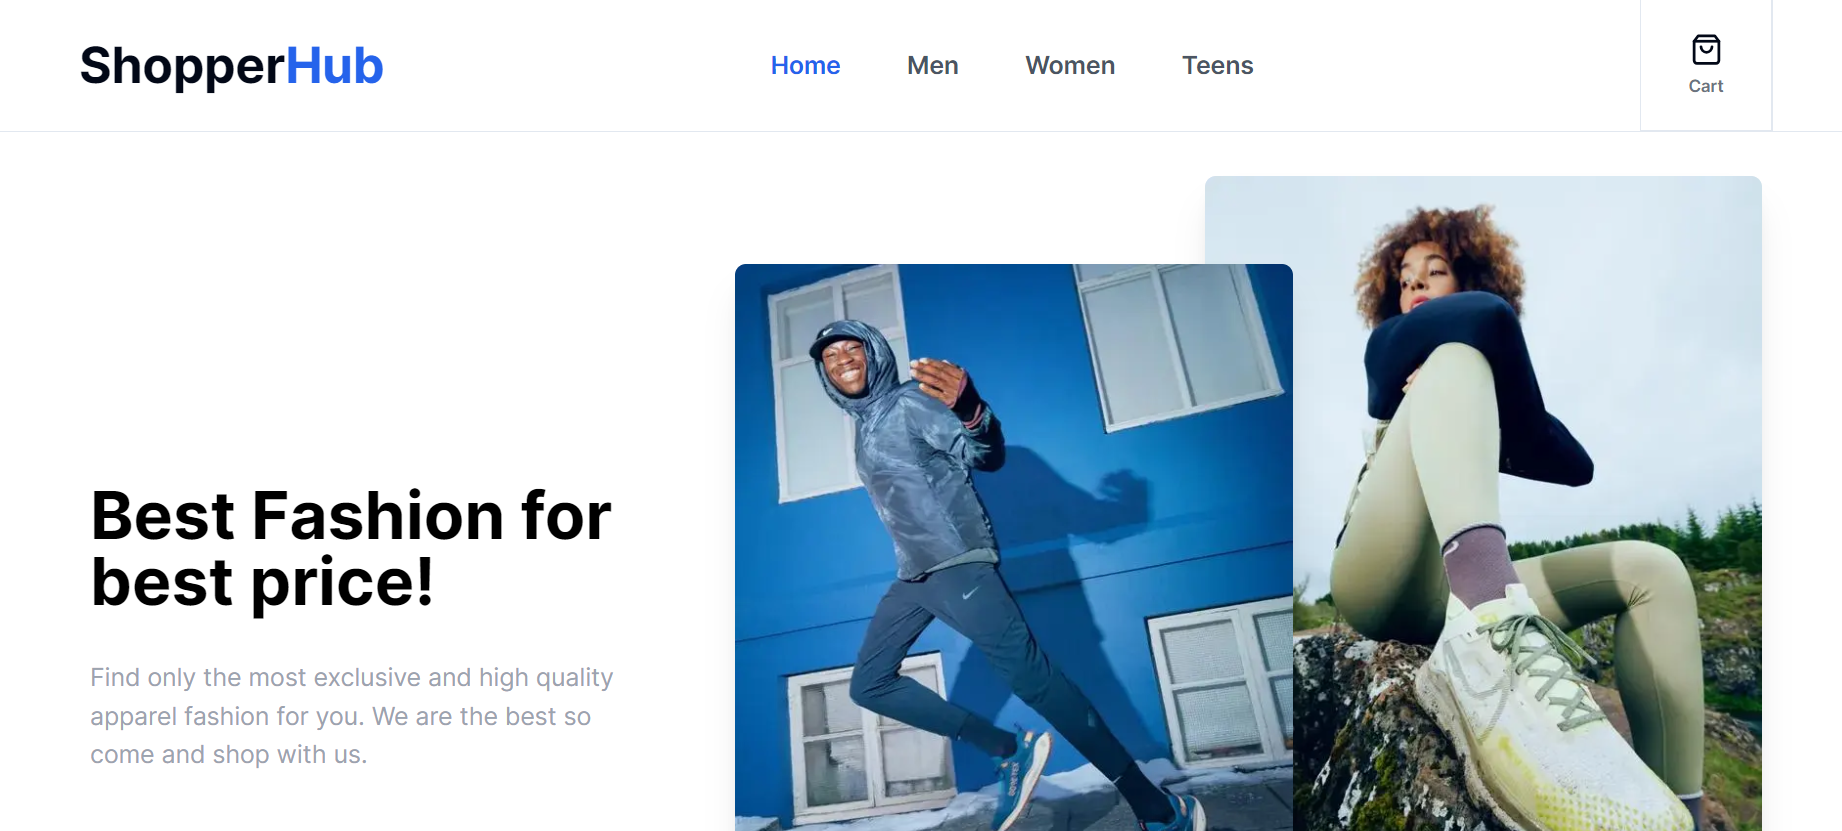 ShopperHub
Home Men Women Teens
Cart
Best Fashion for
best price!
Find only the most exclusive and high quality
apparel fashion for you. We are the best so
come and shop with us.